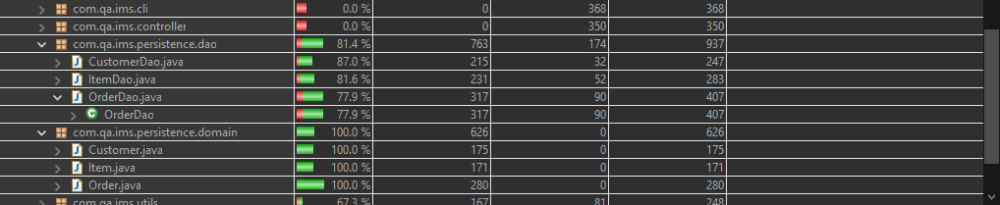 com.qa.ims.cli 0.0 % 0 368 368
com.qa.ims.controller 0.0 % 0 350 350
com.qa.ims.persistence.dao 81.4 % 763 174 937
CustomerDao.java 87.0 % 215 32 247
ItemDao.java 81.6 % 231 52 283
OrderDao.java 77.9 % 317 90 407
OrderDao 77.9 % 317 90 407
com.qa.ims.persistence.domain 100.0 % 626 0 626
Customer.java 100.0 % 175 0 175
Item.java 100.0 % 171 0 171
Order.java 100.0 % 280 0 280
com.qa.ims.utils 67.3 % 167 81 248